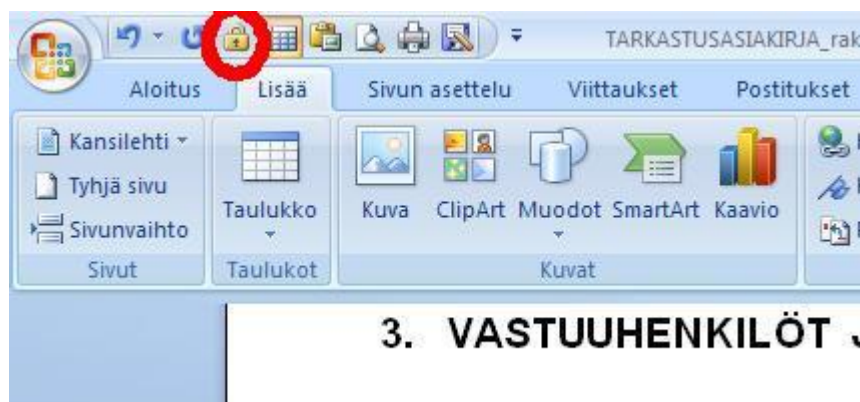 TARKASTUSASIAKIRJA_rak
Aloitus Lisää Sivun asettelu Viittaukset Postitukset
Kansilehti
Tyhjä sivu
Sivunvaihto
Taulukko Kuva ClipArt Muodot SmartArt Kaavio
Sivut Taulukot Kuvat
3. VASTUUHENKILÖT